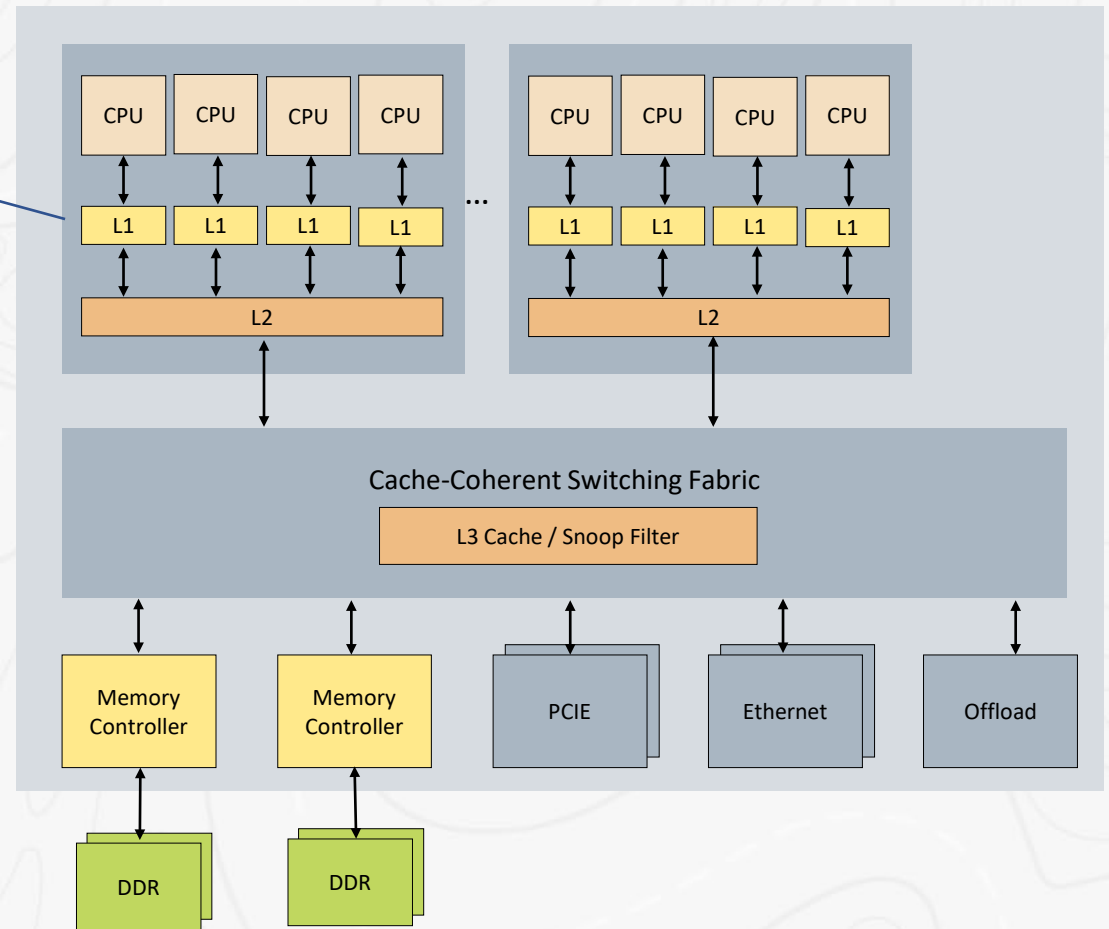 CPU CPU CPU CPU
CPU CPU CPU CPU
...
L1 L1 L1 L1
L1 L1 L1 L1
L2
L2
Cache-Coherent Switching Fabric
L3 Cache / Snoop Filter
Memory
Controller
Memory
Controller
PCIE
Ethernet
Offload
DDR
DDR